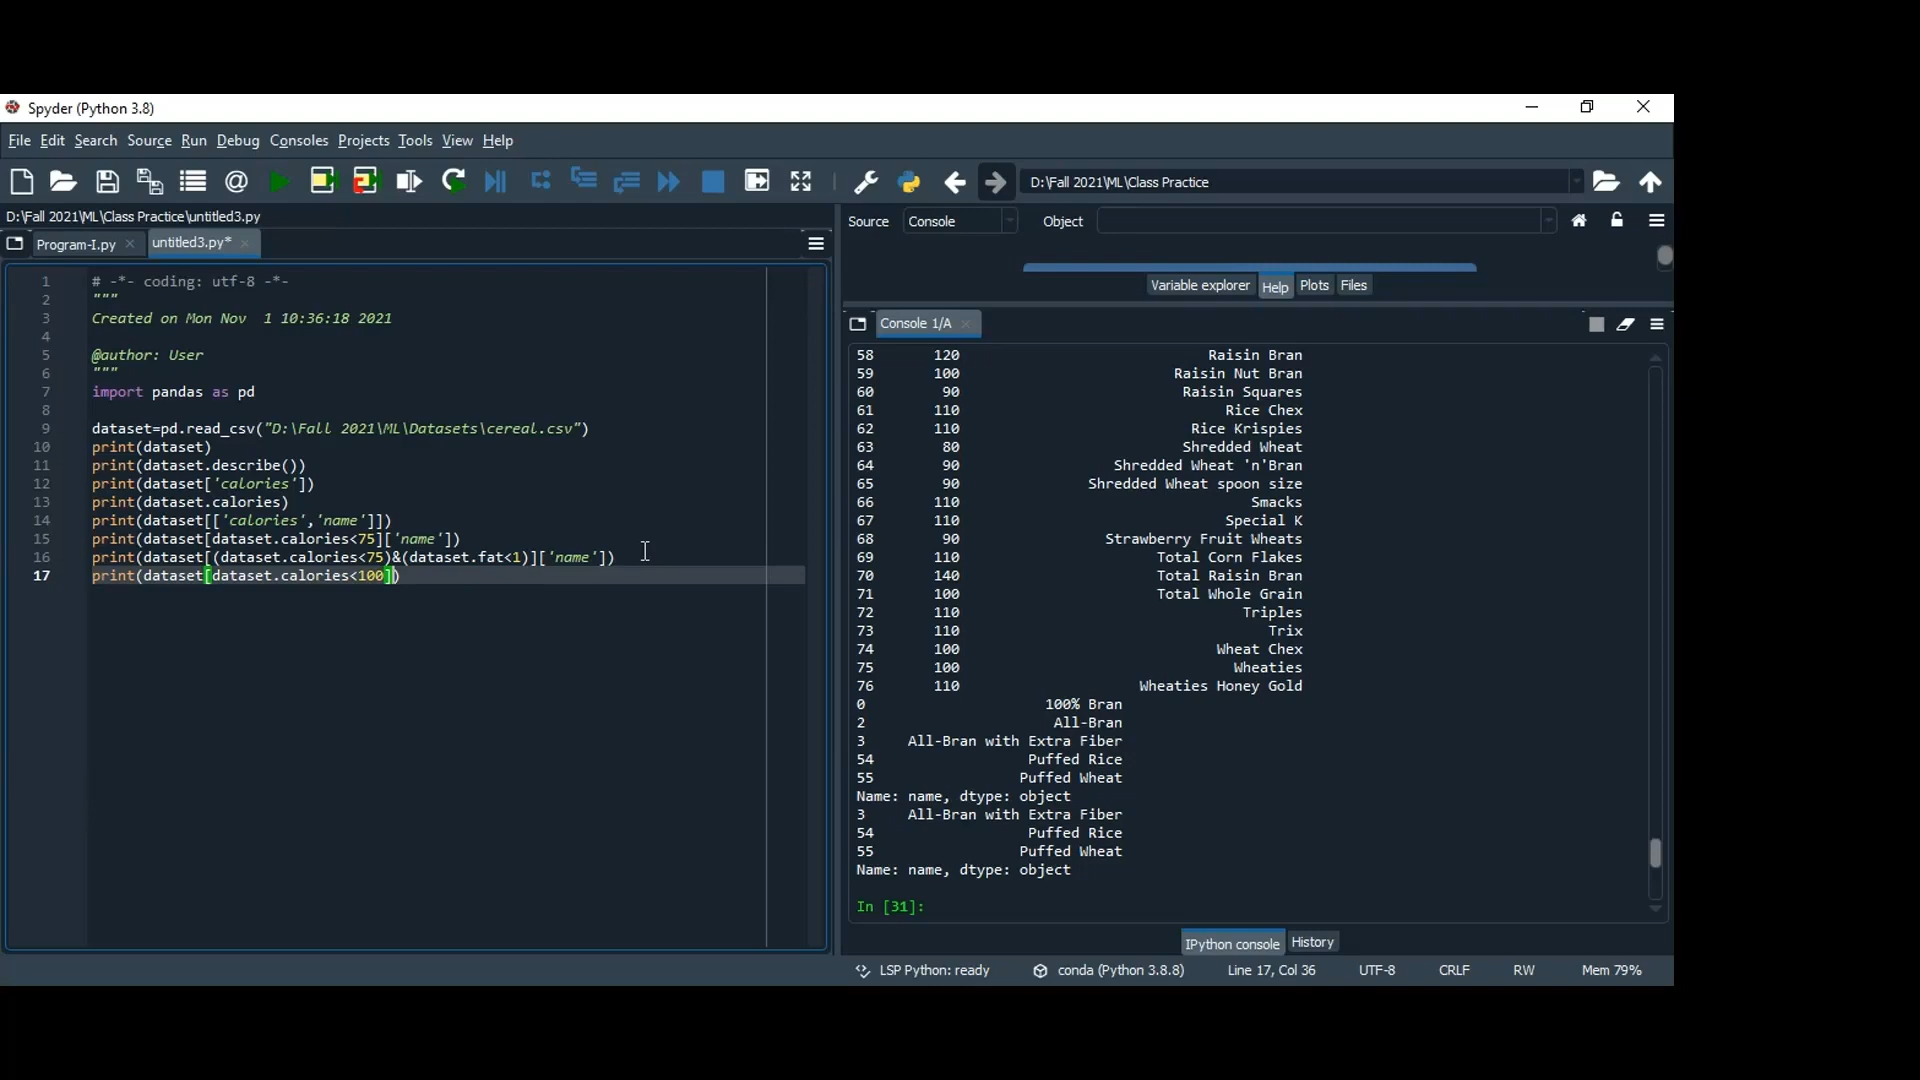 Spyder (Python 3.8)
File Edit Search Source Run Debug Consoles Projects Tools View Help
D:\Fall 2021\ML\Class Practice
D:\Fall 2021\ML\Class Practice\untitled3.py
Source Console Object
Program-I.py
untitled3.py*
Variable explorer Help Plots Files
Console 1/A
1 # -*- coding: utf-8 -*-
2 """
3 Created on Mon Nov  1 10:36:18 2021
4
5 @author: User
6 """
7 import pandas as pd
8
9 dataset=pd.read_csv("D:\Fall 2021\ML\Datasets\cereal.csv")
10 print(dataset)
11 print(dataset.describe())
12 print(dataset['calories'])
13 print(dataset.calories)
14 print(dataset[['calories','name']])
15 print(dataset[dataset.calories<75]['name'])
16 print(dataset[(dataset.calories<75)&(dataset.fat<1)]['name'])
17 print(dataset[dataset.calories<100])
58 120 Raisin Bran
59 100 Raisin Nut Bran
60 90 Raisin Squares
61 110 Rice Chex
62 110 Rice Krispies
63 80 Shredded Wheat
64 90 Shredded Wheat 'n'Bran
65 90 Shredded Wheat spoon size
66 110 Smacks
67 110 Special K
68 90 Strawberry Fruit Wheats
69 110 Total Corn Flakes
70 140 Total Raisin Bran
71 100 Total Whole Grain
72 110 Triples
73 110 Trix
74 100 Wheat Chex
75 100 Wheaties
76 110 Wheaties Honey Gold
0 100% Bran
2 All-Bran
3 All-Bran with Extra Fiber
54 Puffed Rice
55 Puffed Wheat
Name: name, dtype: object
3 All-Bran with Extra Fiber
54 Puffed Rice
55 Puffed Wheat
Name: name, dtype: object
In [31]:
IPython console History
LSP Python: ready conda (Python 3.8.8) Line 17, Col 36 UTF-8 CRLF RW Mem 79%